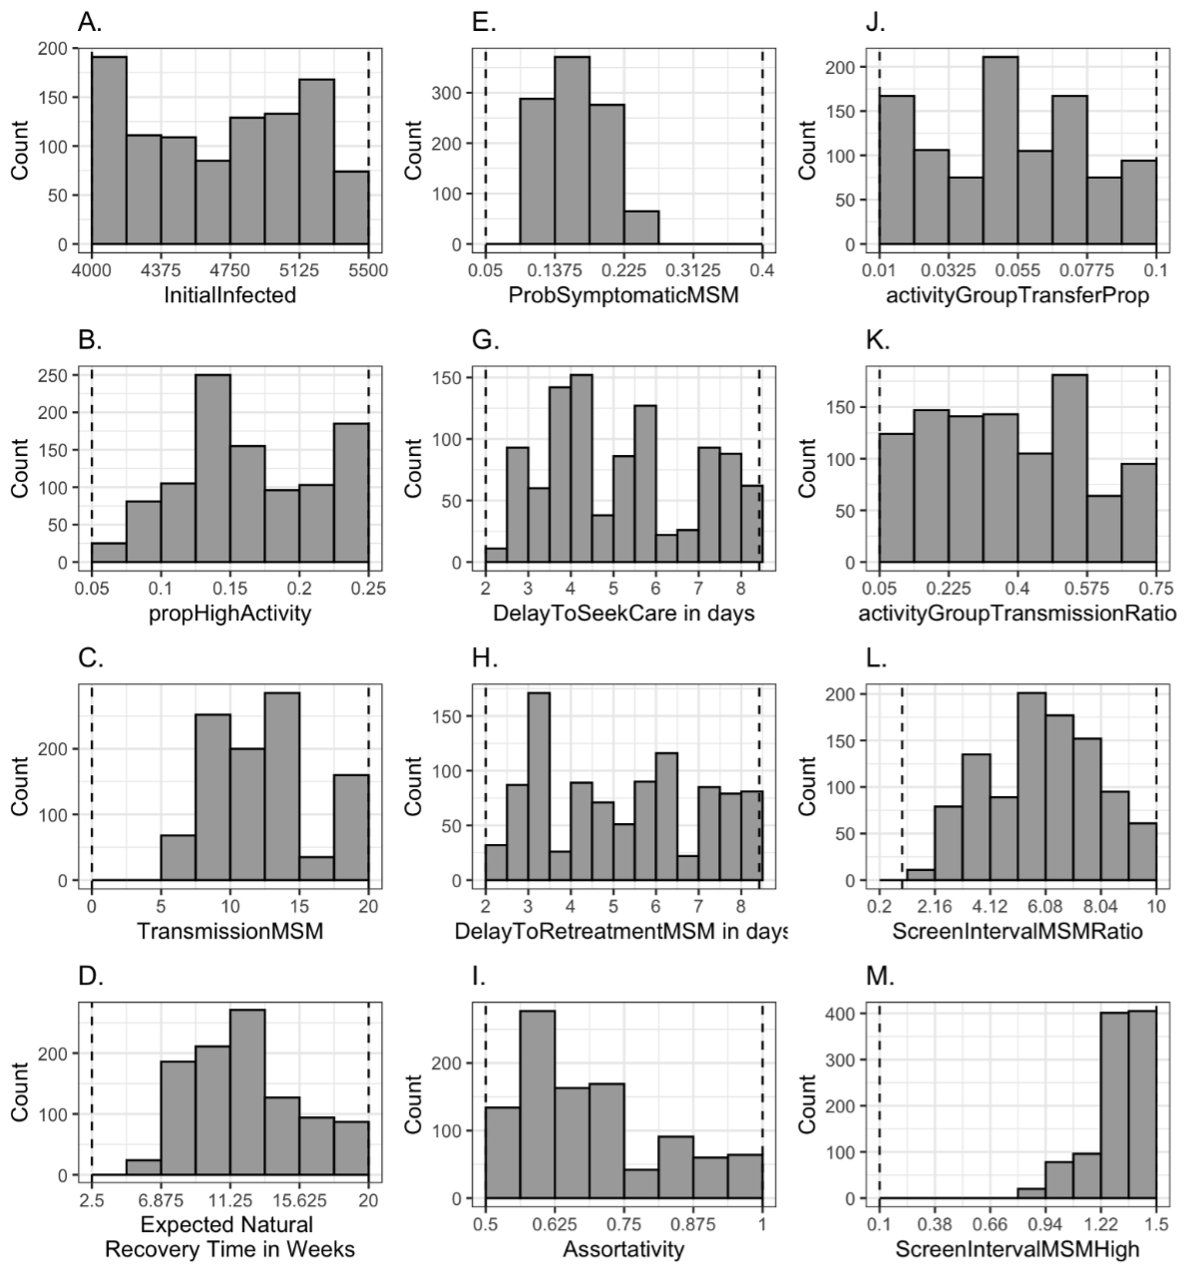 A.
200
150
100
50
0
Count
4000 4375 4750 5125 5500
InitialInfected
E.
300
200
100
0
Count
0.05 0.1375 0.225 0.3125 0.4
ProbSymptomaticMSM
J.
200
150
100
50
0
Count
0.01 0.0325 0.055 0.0775 0.1
activityGroupTransferProp
B.
250
200
150
100
50
0
Count
0.05 0.1 0.15 0.2 0.25
propHighActivity
G.
150
100
50
0
Count
2 3 4 5 6 7 8
DelayToSeekCare in days
K.
150
100
50
0
Count
0.05 0.225 0.4 0.575 0.75
activityGroupTransmissionRatio
C.
200
100
0
Count
0 5 10 15 20
TransmissionMSM
H.
150
100
50
0
Count
2 3 4 5 6 7 8
DelayToRetreatmentMSM in days
L.
200
150
100
50
0
Count
0.2 2.16 4.12 6.08 8.04 10
ScreenIntervalMSMRatio
D.
200
100
0
Count
2.5 6.875 11.25 15.625 20
Expected Natural
Recovery Time in Weeks
I.
200
100
0
Count
0.5 0.625 0.75 0.875 1
Assortativity
M.
400
300
200
100
0
Count
0.1 0.38 0.66 0.94 1.22 1.5
ScreenIntervalMSMHigh